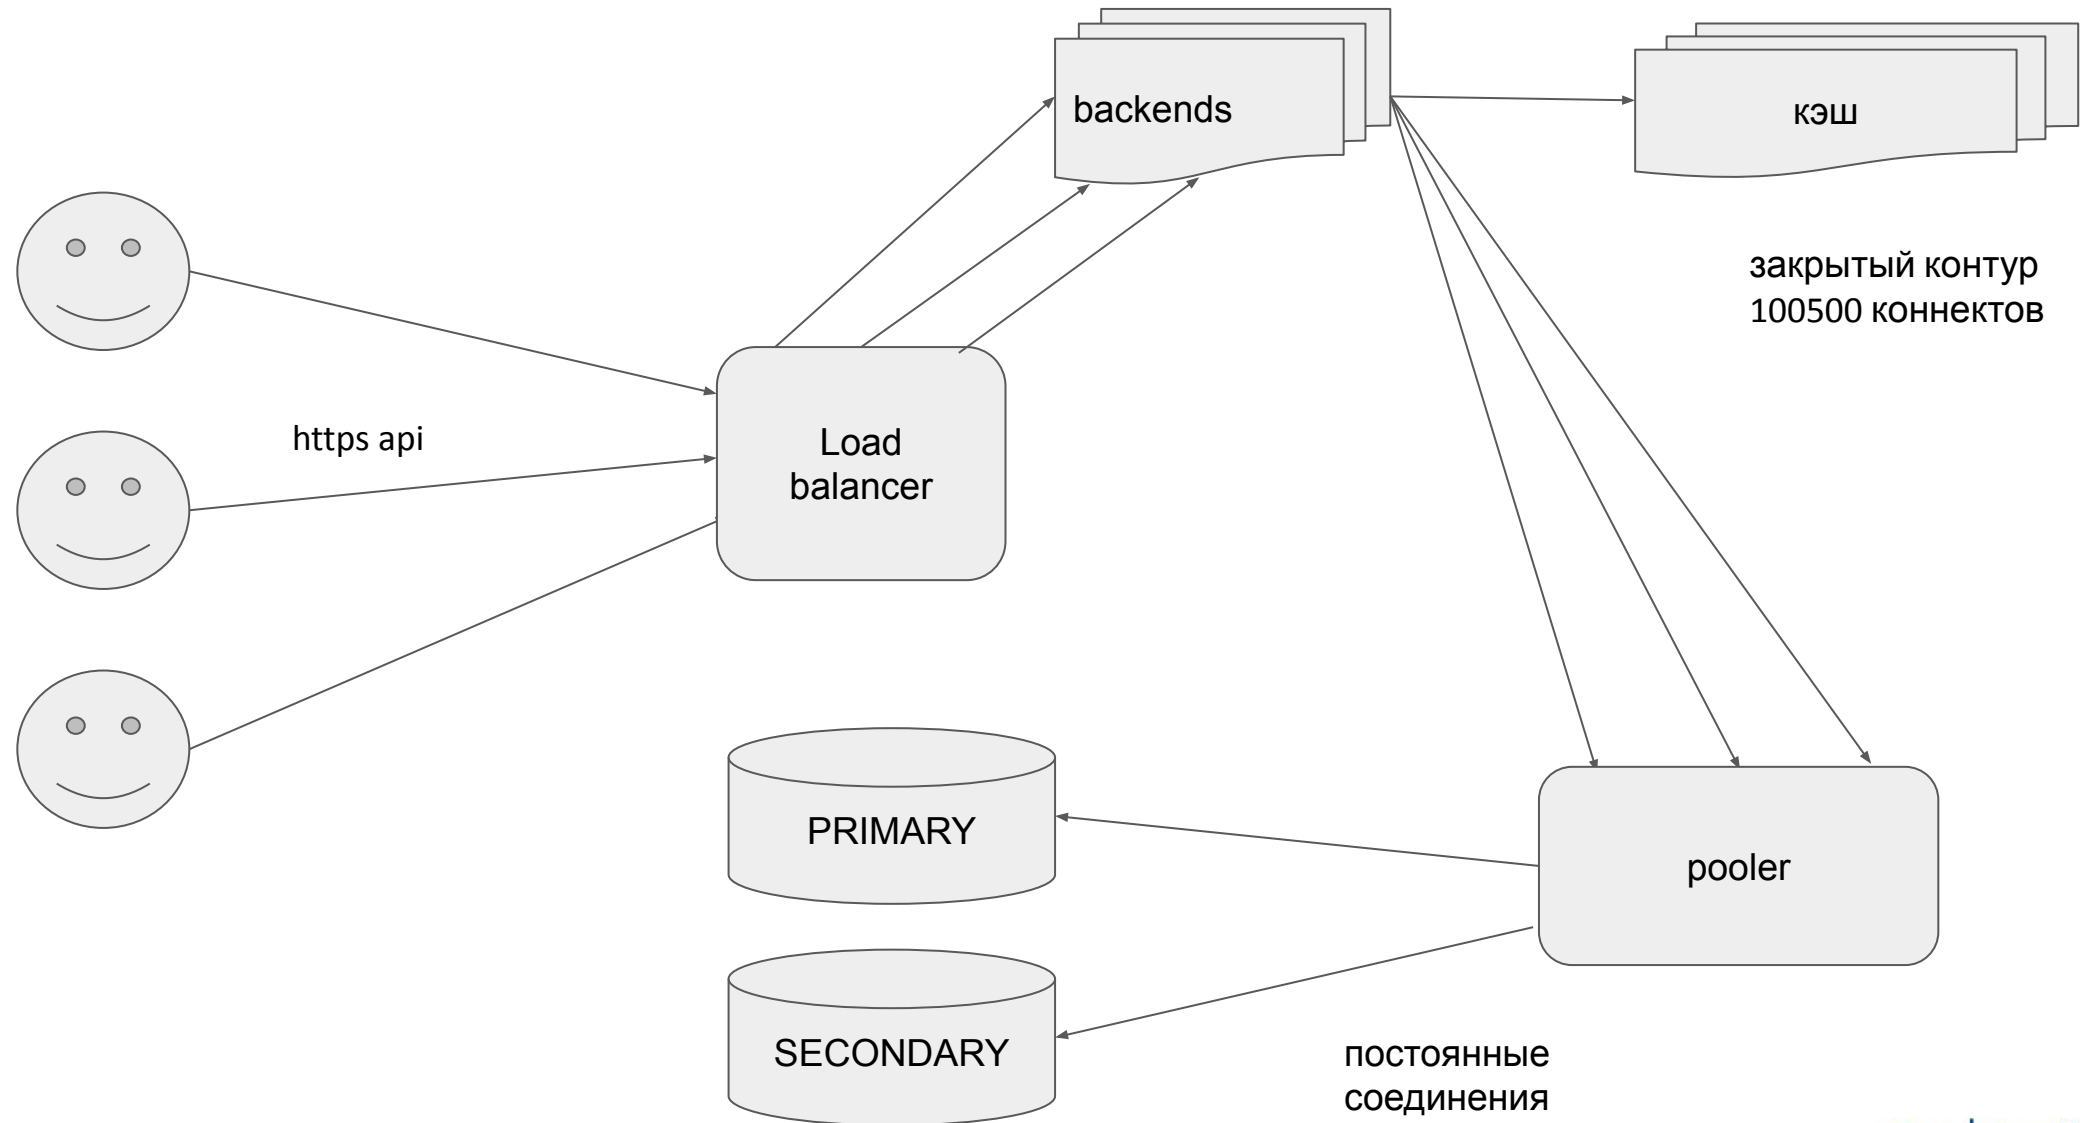 backends
кэш
закрытый контур
100500 коннектов
https api
Load
balancer
PRIMARY
pooler
SECONDARY
постоянные
соединения